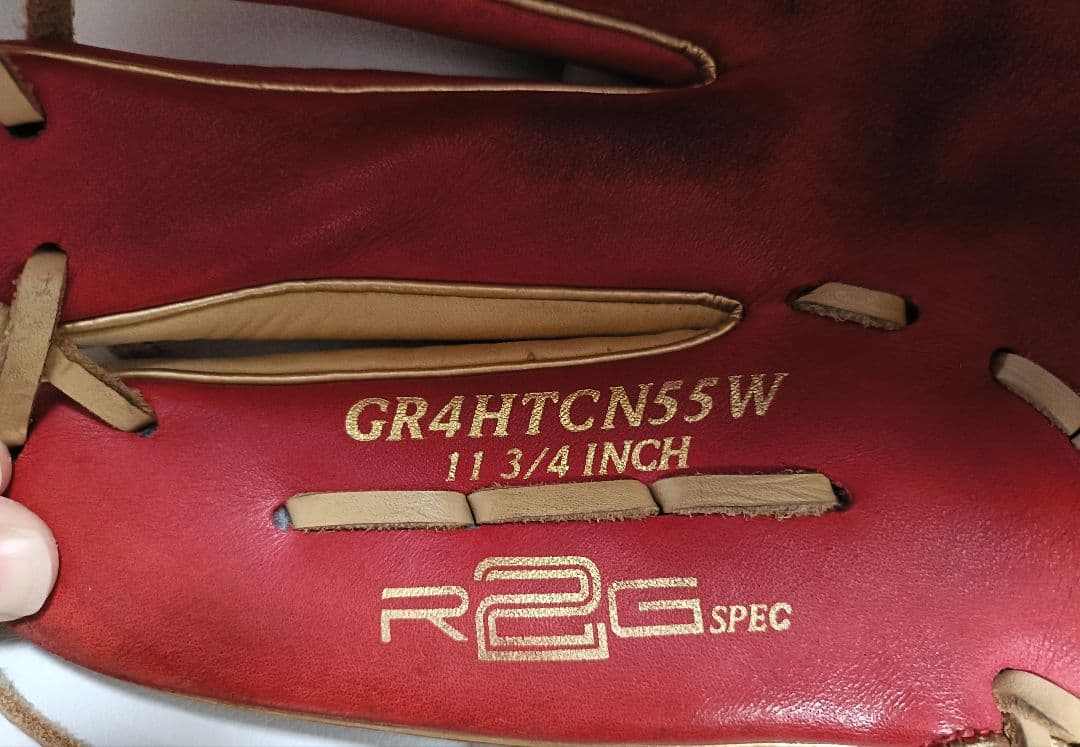 GR4HTCN55W
11 3/4 INCH
R2G SPEC